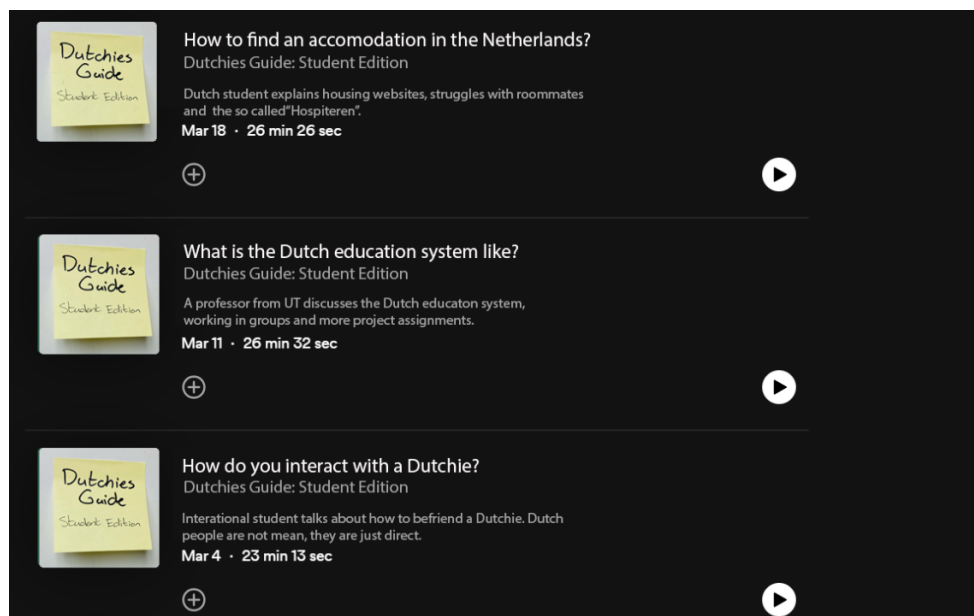 Dutchies
Guide
Student Edition
How to find an accomodation in the Netherlands?
Dutchies Guide: Student Edition
Dutch student explains housing websites, struggles with roommates
and the so called"Hospiteren".
Mar 18 · 26 min 26 sec
Dutchies
Guide
Student Edition
What is the Dutch education system like?
Dutchies Guide: Student Edition
A professor from UT discusses the Dutch educaton system,
working in groups and more project assignments.
Mar 11 · 26 min 32 sec
Dutchies
Guide
Student Edition
How do you interact with a Dutchie?
Dutchies Guide: Student Edition
Interational student talks about how to befriend a Dutchie. Dutch
people are not mean, they are just direct.
Mar 4 · 23 min 13 sec